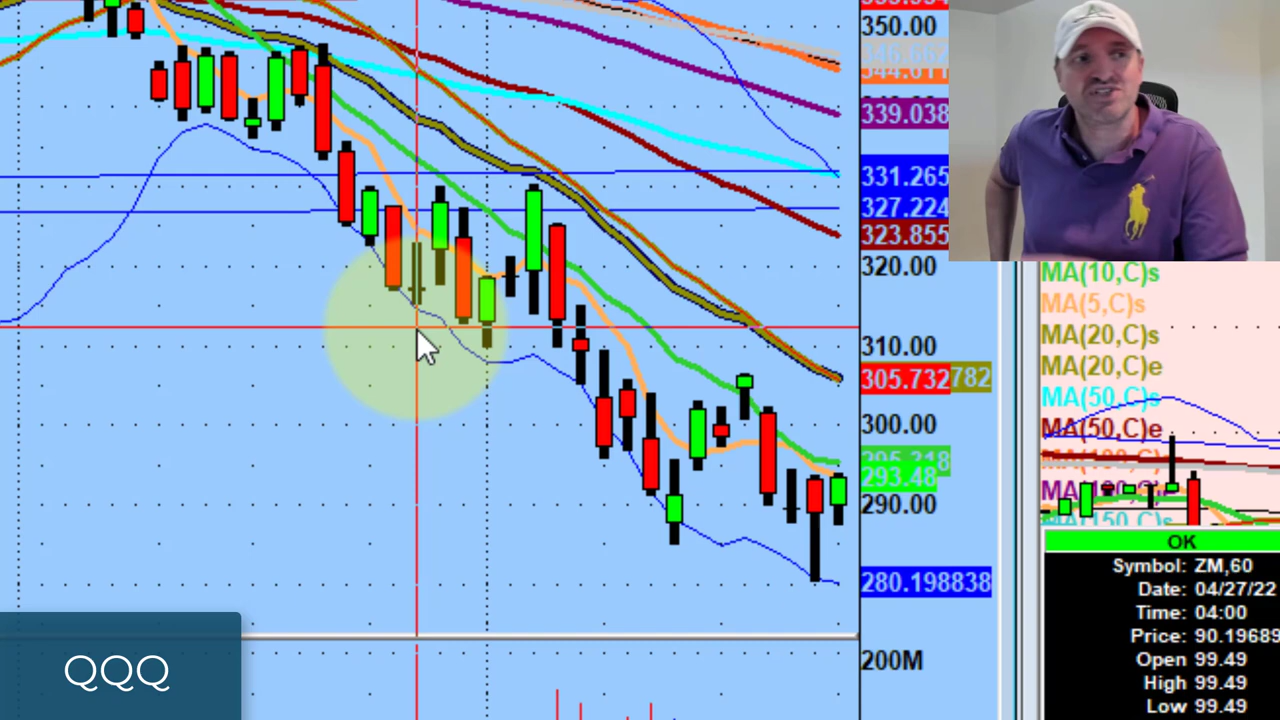 350.00
339.038
331.265
327.224
323.855
320.00
310.00
305.732 782
300.00
293.48
290.00
280.198838
200M
QQQ
MA(10,C)s
MA(5,C)s
MA(20,C)s
MA(20,C)e
MA(50,C)s
MA(50,C)e
MA(150,C)s
OK
Symbol: ZM,60
Date: 04/27/22
Time: 04:00
Price: 90.19689
Open 99.49
High 99.49
Low 99.49